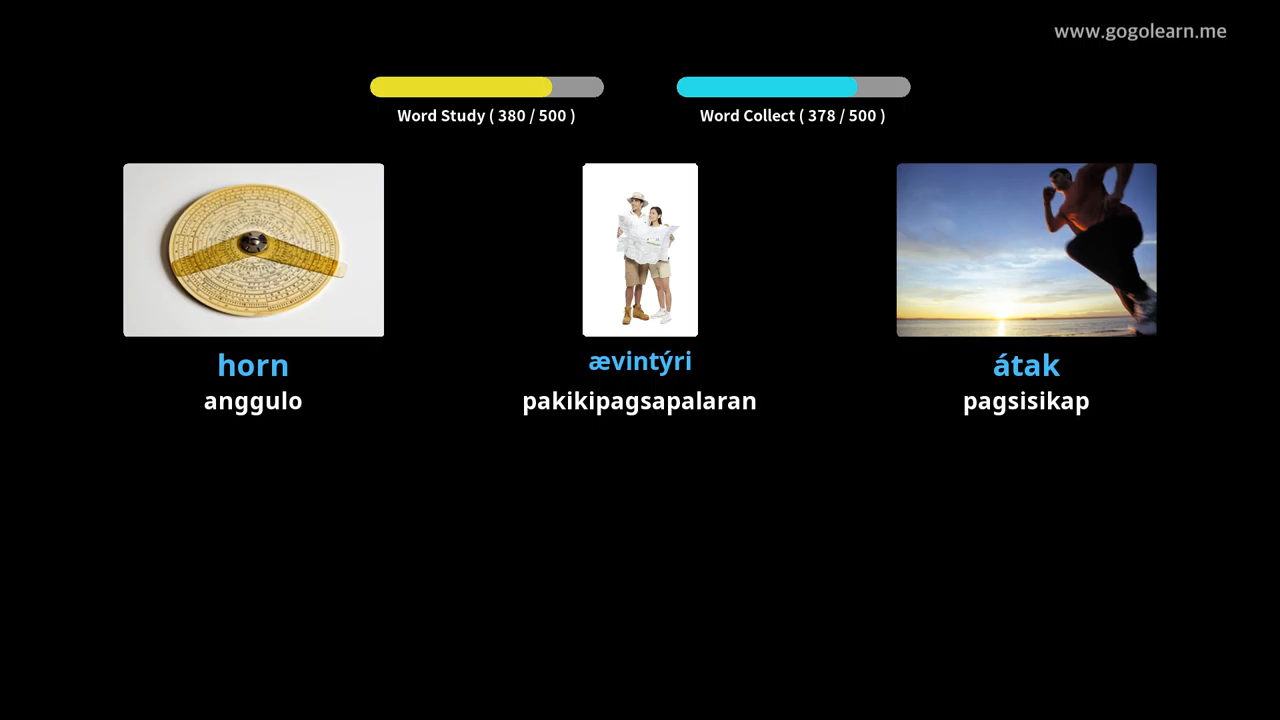 www.gogolearn.me
Word Study ( 380 / 500 )
Word Collect ( 378 / 500 )
horn
anggulo
ævintýri
pakikipagsapalaran
átak
pagsisikap